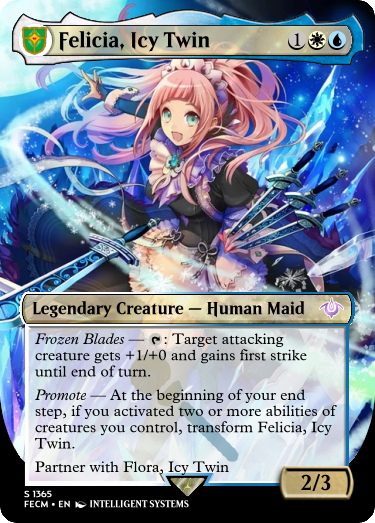 Felicia, Icy Twin 1
Legendary Creature — Human Maid
Frozen Blades — : Target attacking
creature gets +1/+0 and gains first strike
until end of turn.
Promote — At the beginning of your end
step, if you activated two or more abilities of
creatures you control, transform Felicia, Icy
Twin.
Partner with Flora, Icy Twin
2/3
S 1365
FECM • EN INTELLIGENT SYSTEMS